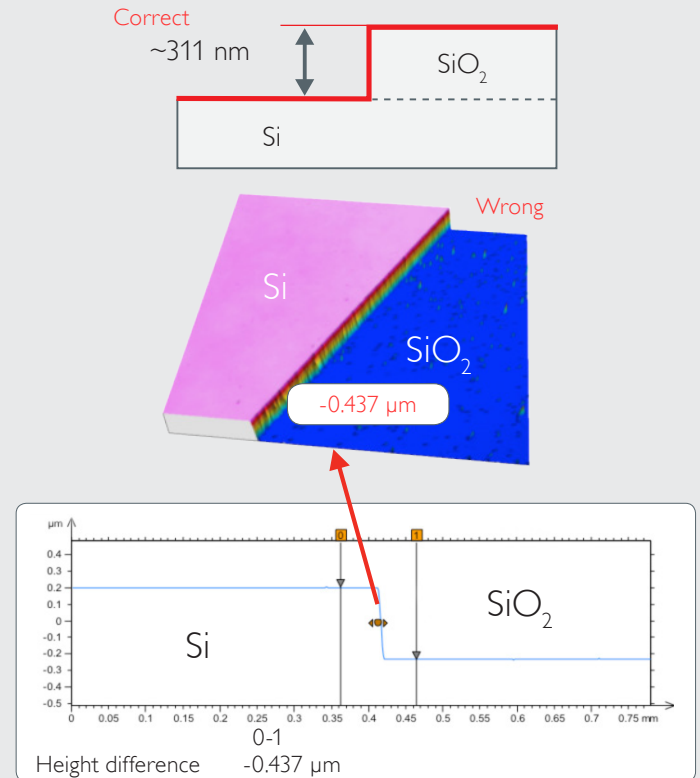 Correct
~311 nm
SiO₂
Si
Wrong
Si
SiO₂
-0.437 µm
µm
0 1
0.4
0.3
0.2
0.1
0
-0.1
-0.2
-0.3
-0.4
-0.5
Si
SiO₂
0 0.05 0.1 0.15 0.2 0.25 0.3 0.35 0.4 0.45 0.5 0.55 0.6 0.65 0.7 0.75 mm
0-1
Height difference -0.437 µm